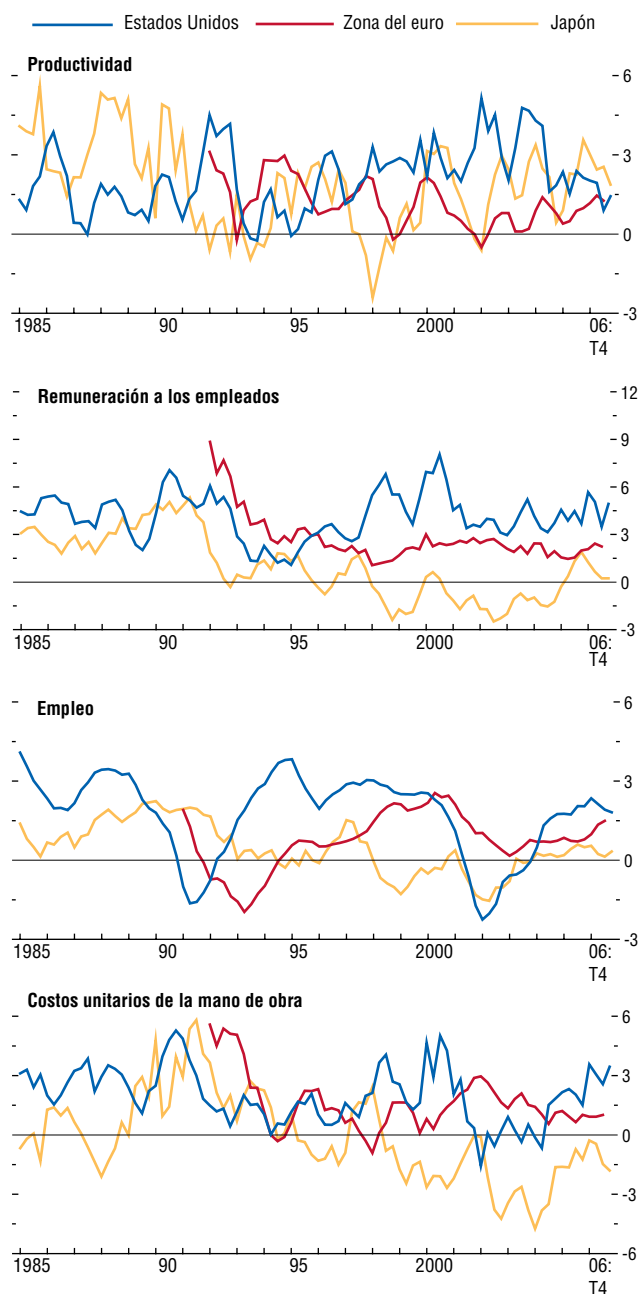 Estados Unidos Zona del euro Japón
Productividad
6
3
0
-3
1985 90 95 2000 06:
T4
Remuneración a los empleados
12
9
6
3
0
-3
1985 90 95 2000 06:
T4
Empleo
6
3
0
-3
1985 90 95 2000 06:
T4
Costos unitarios de la mano de obra
6
3
0
-3
-6
1985 90 95 2000 06:
T4